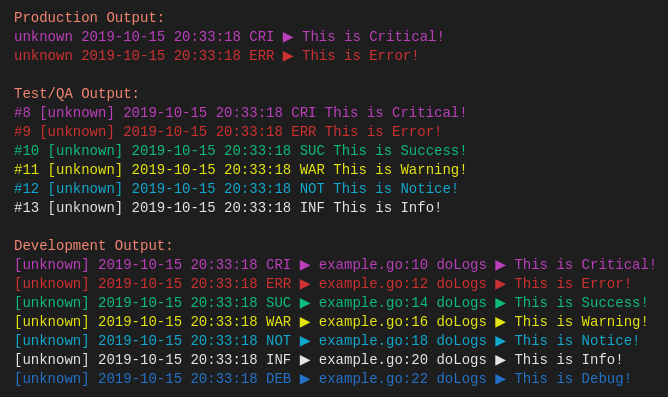 Production Output:
unknown 2019-10-15 20:33:18 CRI ▶ This is Critical!
unknown 2019-10-15 20:33:18 ERR ▶ This is Error!
Test/QA Output:
#8 [unknown] 2019-10-15 20:33:18 CRI This is Critical!
#9 [unknown] 2019-10-15 20:33:18 ERR This is Error!
#10 [unknown] 2019-10-15 20:33:18 SUC This is Success!
#11 [unknown] 2019-10-15 20:33:18 WAR This is Warning!
#12 [unknown] 2019-10-15 20:33:18 NOT This is Notice!
#13 [unknown] 2019-10-15 20:33:18 INF This is Info!
Development Output:
[unknown] 2019-10-15 20:33:18 CRI ▶ example.go:10 doLogs ▶ This is Critical!
[unknown] 2019-10-15 20:33:18 ERR ▶ example.go:12 doLogs ▶ This is Error!
[unknown] 2019-10-15 20:33:18 SUC ▶ example.go:14 doLogs ▶ This is Success!
[unknown] 2019-10-15 20:33:18 WAR ▶ example.go:16 doLogs ▶ This is Warning!
[unknown] 2019-10-15 20:33:18 NOT ▶ example.go:18 doLogs ▶ This is Notice!
[unknown] 2019-10-15 20:33:18 INF ▶ example.go:20 doLogs ▶ This is Info!
[unknown] 2019-10-15 20:33:18 DEB ▶ example.go:22 doLogs ▶ This is Debug!